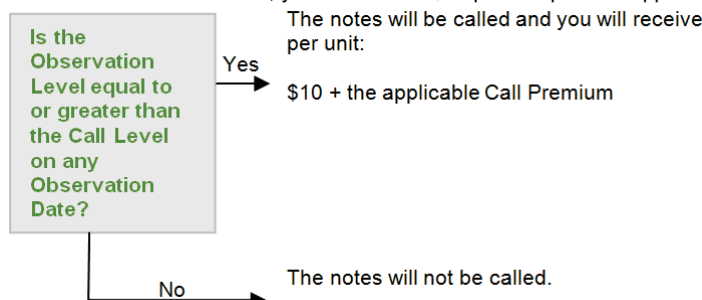 The notes will be called and you will receive
per unit:
Is the
Observation
Level equal to
or greater than
the Call Level
on any
Observation
Date?
Yes
$10 + the applicable Call Premium
No
The notes will not be called.